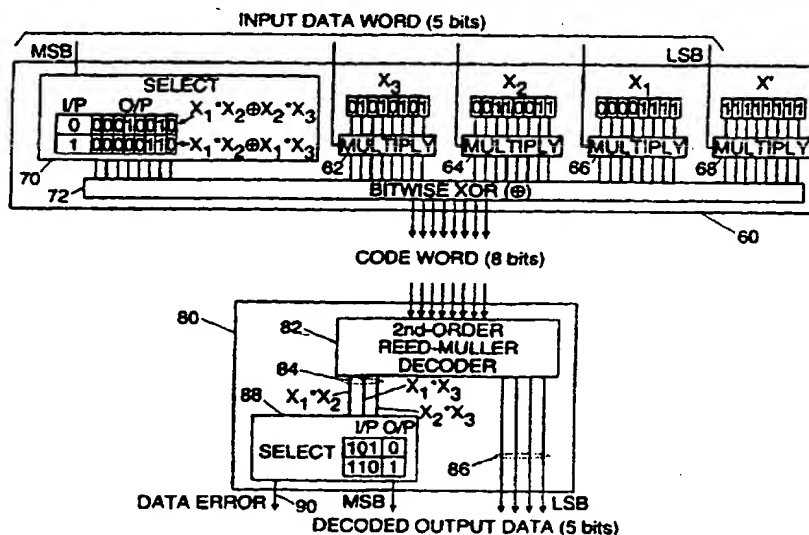 INPUT DATA WORD (5 bits)
MSB
LSB
SELECT
I/P O/P
0 00010010 X₁*X₂⊕X₂*X₃
1 00000110 X₁*X₂⊕X₁*X₃
X₃ X₂ X₁ X'
01010101 00110011 00001111 11111111
MULTIPLY MULTIPLY MULTIPLY MULTIPLY
70 62 64 66 68
72
BITWISE XOR (⊕)
60
CODE WORD (8 bits)
80
82
2nd-ORDER
REED-MULLER
DECODER
84
X₁*X₂ X₁*X₃
X₂*X₃
88
I/P O/P
SELECT
101 0
110 1
86
DATA ERROR 90 MSB LSB
DECODED OUTPUT DATA (5 bits)